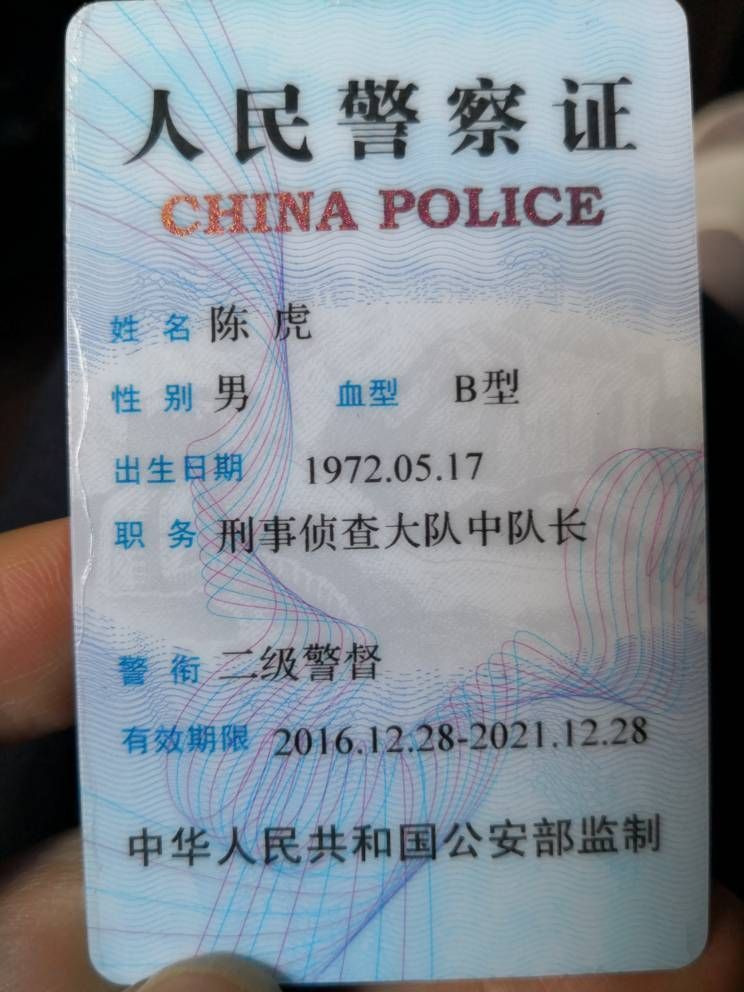 人民警察证
CHINA POLICE
姓 名 陈 虎
性 别 男 血型 B型
出生日期 1972.05.17
职 务 刑事侦查大队中队长
警 衔 二级警督
有效期限 2016.12.28-2021.12.28
中华人民共和国公安部监制